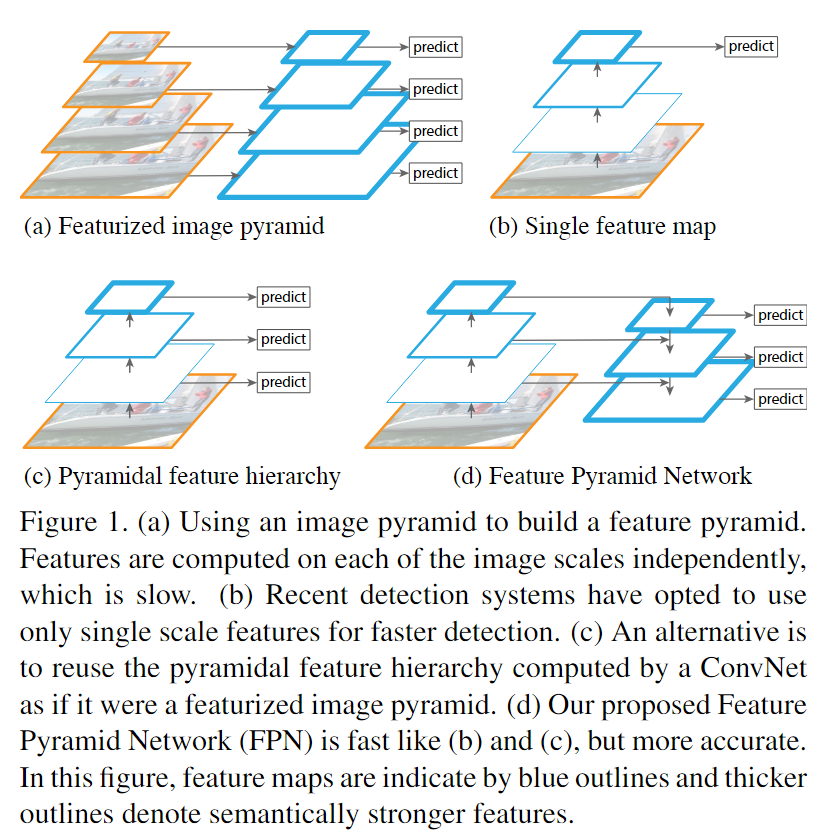 predict
predict
predict
predict
(a) Featurized image pyramid
predict
(b) Single feature map
predict
predict
predict
(c) Pyramidal feature hierarchy
predict
predict
predict
(d) Feature Pyramid Network
Figure 1. (a) Using an image pyramid to build a feature pyramid.
Features are computed on each of the image scales independently,
which is slow. (b) Recent detection systems have opted to use
only single scale features for faster detection. (c) An alternative is
to reuse the pyramidal feature hierarchy computed by a ConvNet
as if it were a featurized image pyramid. (d) Our proposed Feature
Pyramid Network (FPN) is fast like (b) and (c), but more accurate.
In this figure, feature maps are indicate by blue outlines and thicker
outlines denote semantically stronger features.